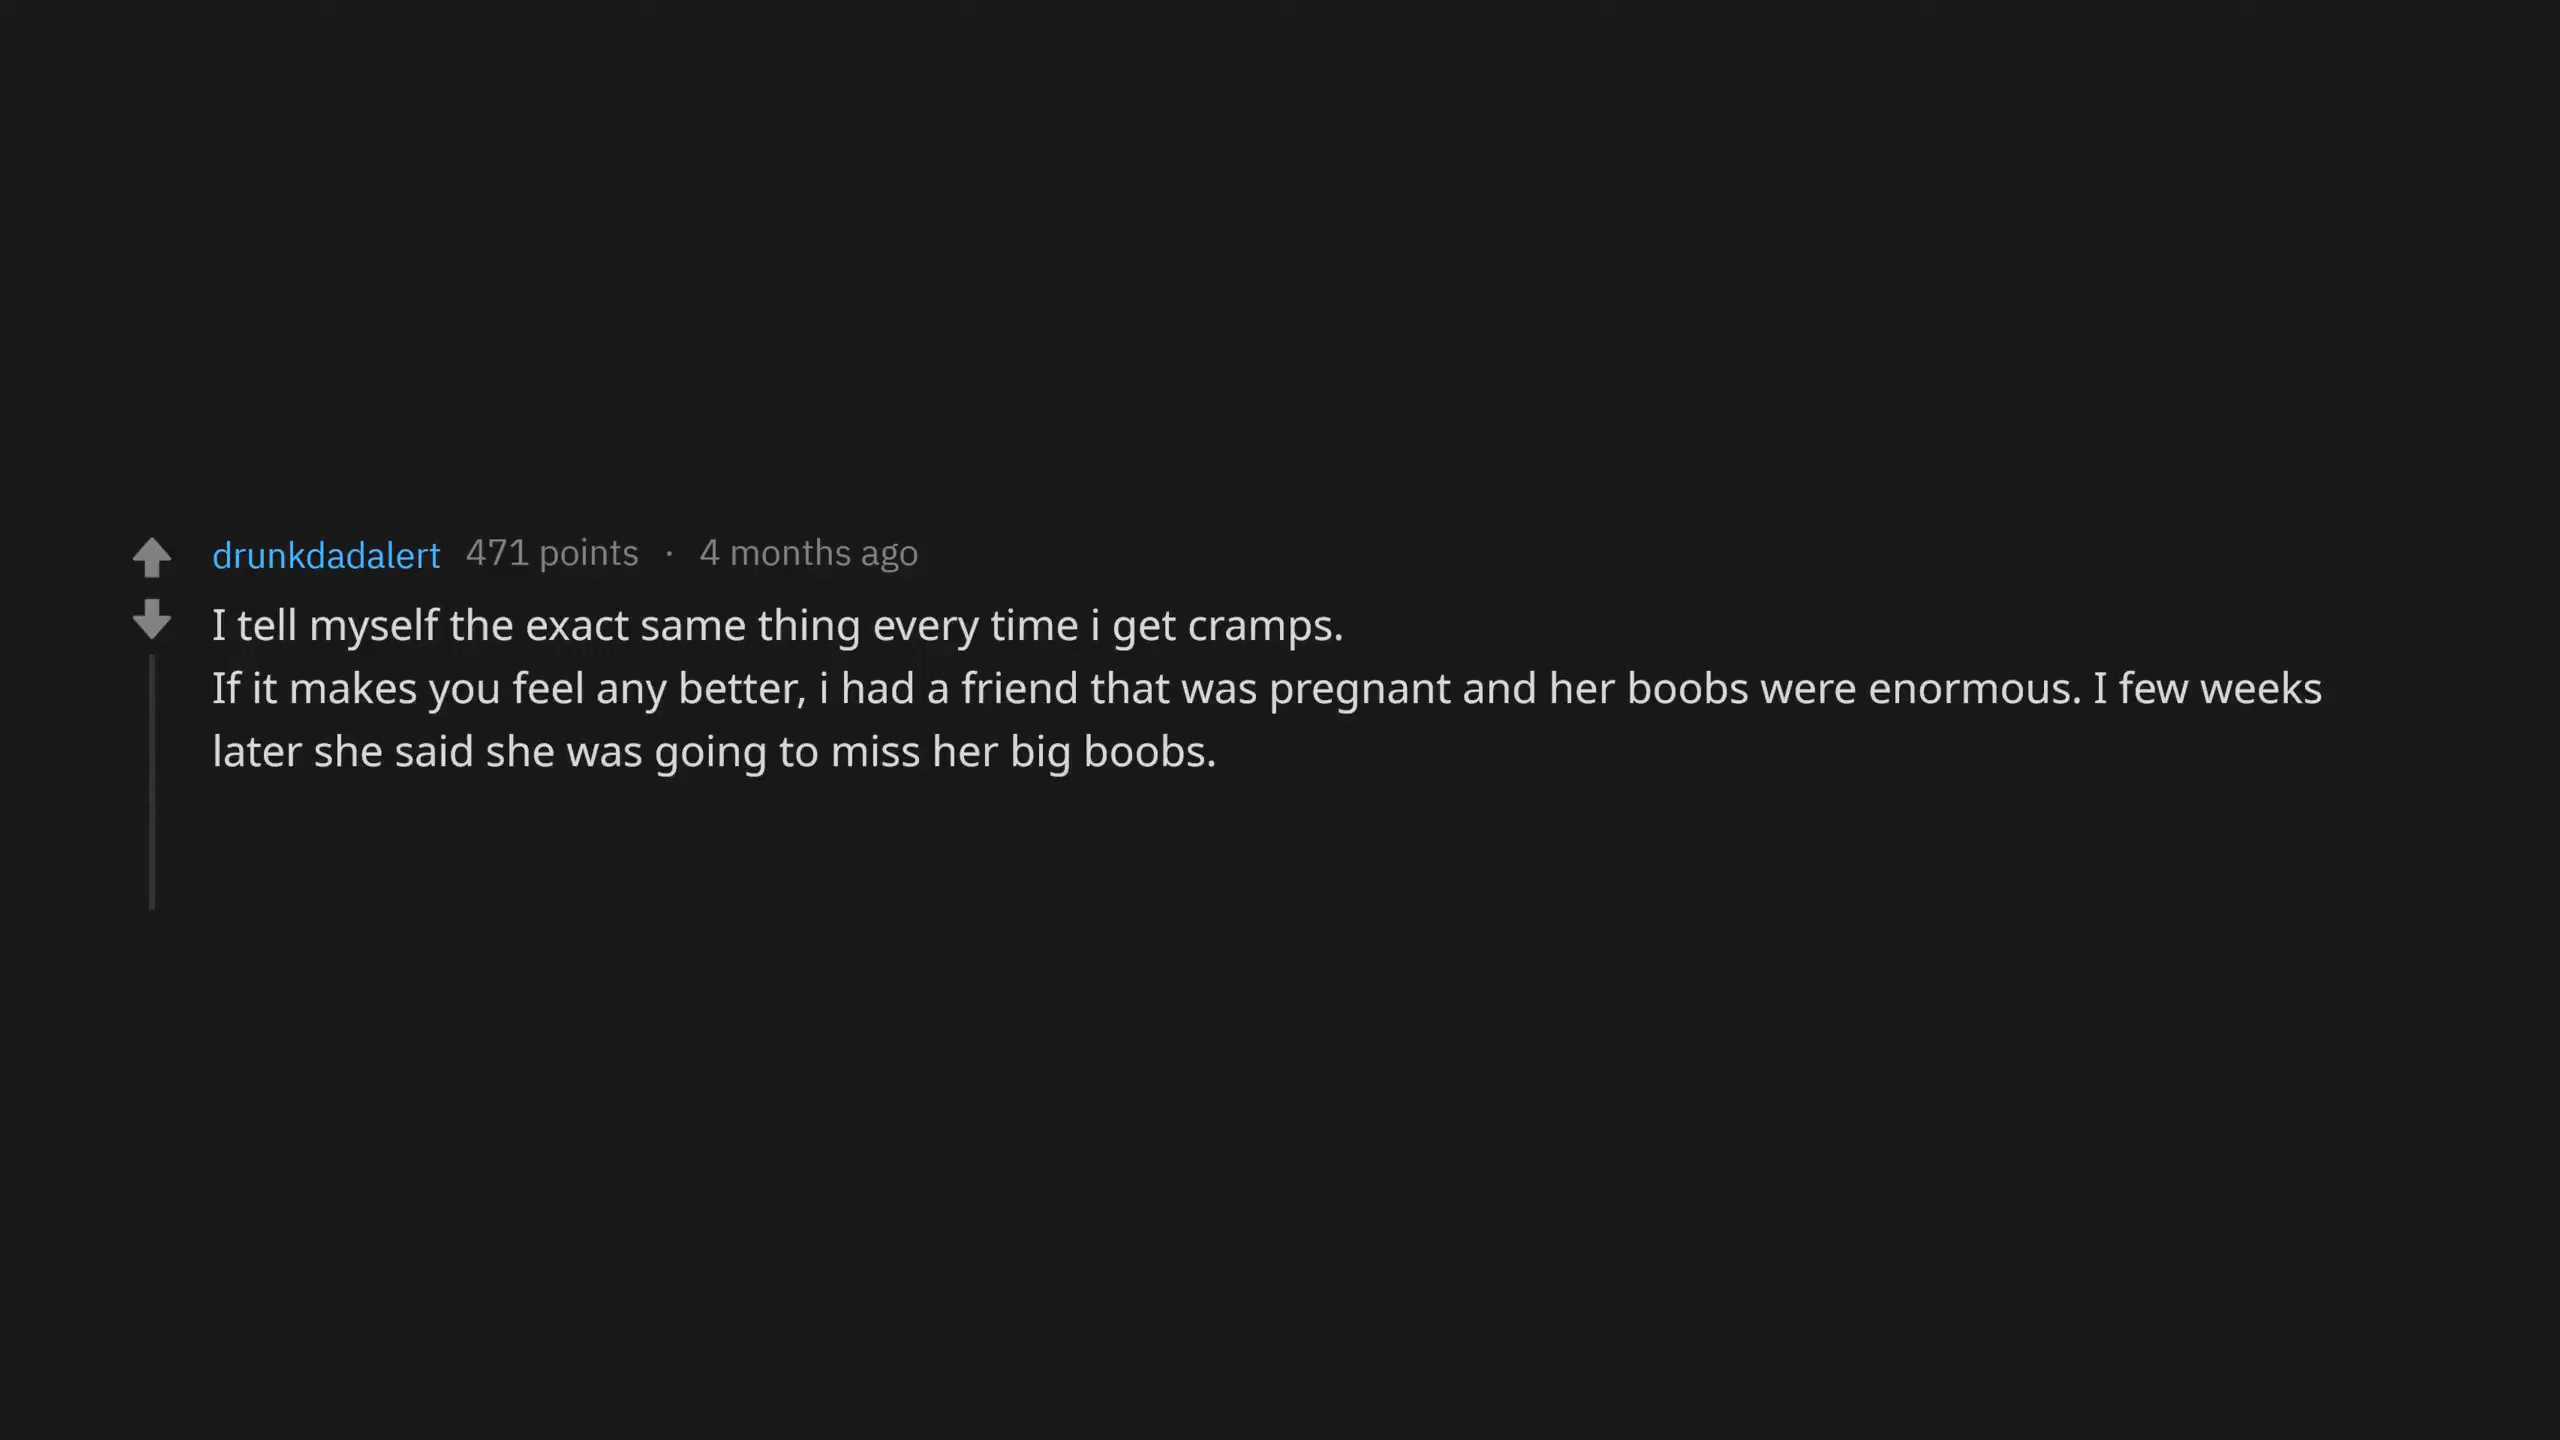 drunkdadalert 471 points · 4 months ago
I tell myself the exact same thing every time i get cramps.
If it makes you feel any better, i had a friend that was pregnant and her boobs were enormous. I few weeks
later she said she was going to miss her big boobs.